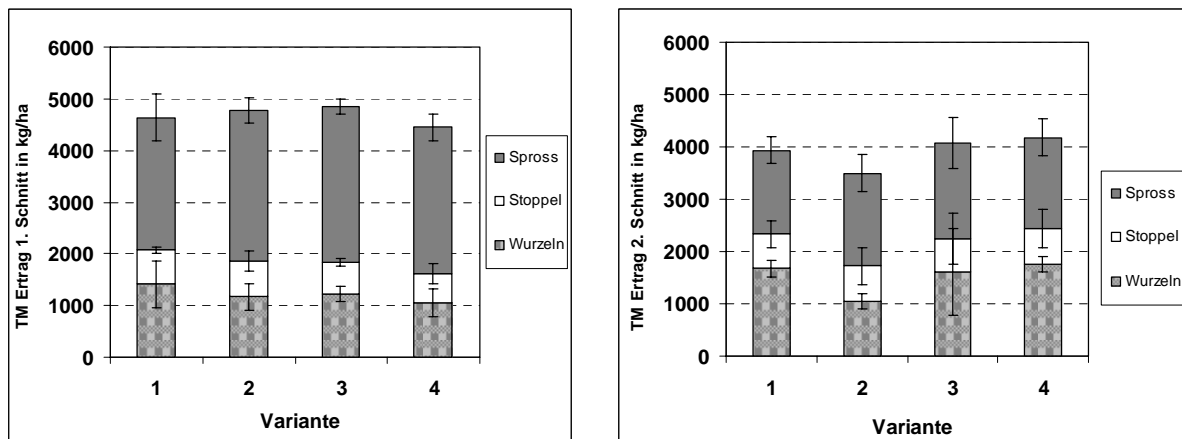 TM Ertrag 1. Schnitt in kg/ha
6000
5000
4000
3000
2000
1000
0
1 2 3 4
Variante
Spross
Stoppel
Wurzeln
TM Ertrag 2. Schnitt in kg/ha
6000
5000
4000
3000
2000
1000
0
1 2 3 4
Variante
Spross
Stoppel
Wurzeln